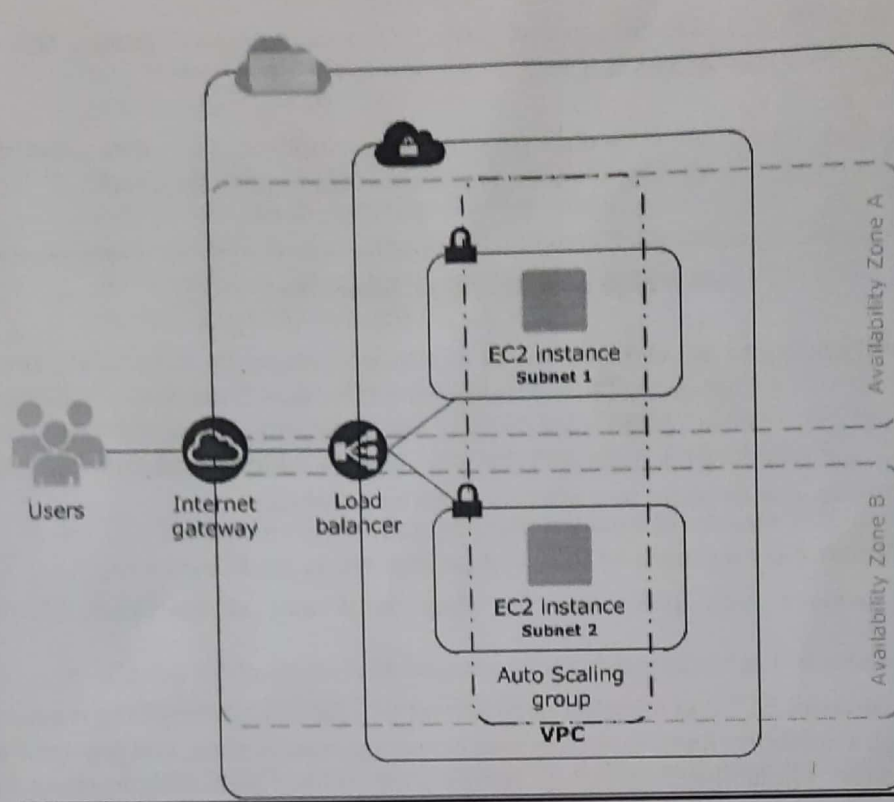 Availability Zone A
EC2 instance
Subnet 1
Users
Internet
gateway
Load
balancer
EC2 instance
Subnet 2
Availability Zone B
Auto Scaling
group
VPC